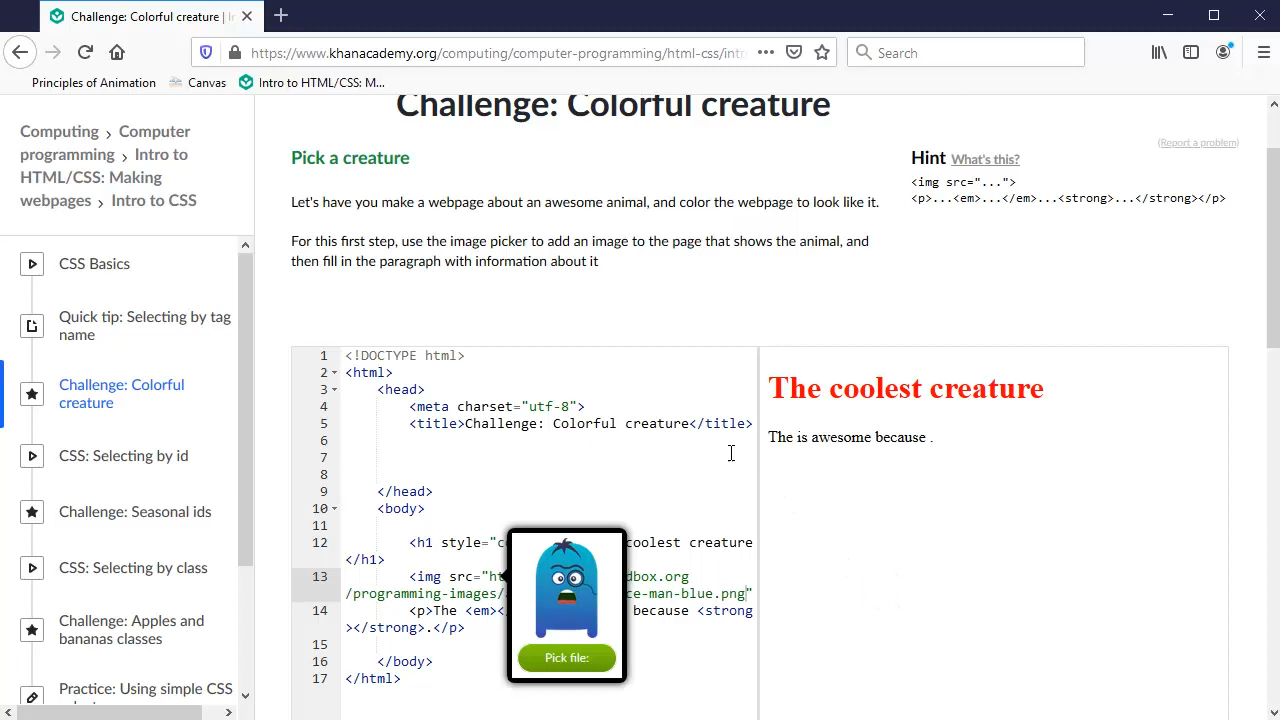 Challenge: Colorful creature | I
https://www.khanacademy.org/computing/computer-programming/html-css/intr
Search
Principles of Animation
Canvas
Intro to HTML/CSS: M...
Computing > Computer
programming > Intro to
HTML/CSS: Making
webpages > Intro to CSS
CSS Basics
Quick tip: Selecting by tag
name
Challenge: Colorful
creature
CSS: Selecting by id
Challenge: Seasonal ids
CSS: Selecting by class
Challenge: Apples and
bananas classes
Practice: Using simple CSS
Challenge: Colorful creature
(Report a problem)
Pick a creature
Let's have you make a webpage about an awesome animal, and color the webpage to look like it.
For this first step, use the image picker to add an image to the page that shows the animal, and
then fill in the paragraph with information about it
Hint What's this?
<img src="...">
<p>...<em>...</em>...<strong>...</strong></p>
1 <!DOCTYPE html>
2 <html>
3 <head>
4 <meta charset="utf-8">
5 <title>Challenge: Colorful creature</title>
6
7
8
9 </head>
10 <body>
11
12 <h1 style="c coolest creature
</h1>
13 <img src="ht dbox.org
/programming-images/ ce-man-blue.png"
14 <p>The <em>< because <strong
></strong>.</p>
15
16 </body>
17 </html>
Pick file:
The coolest creature
The is awesome because .